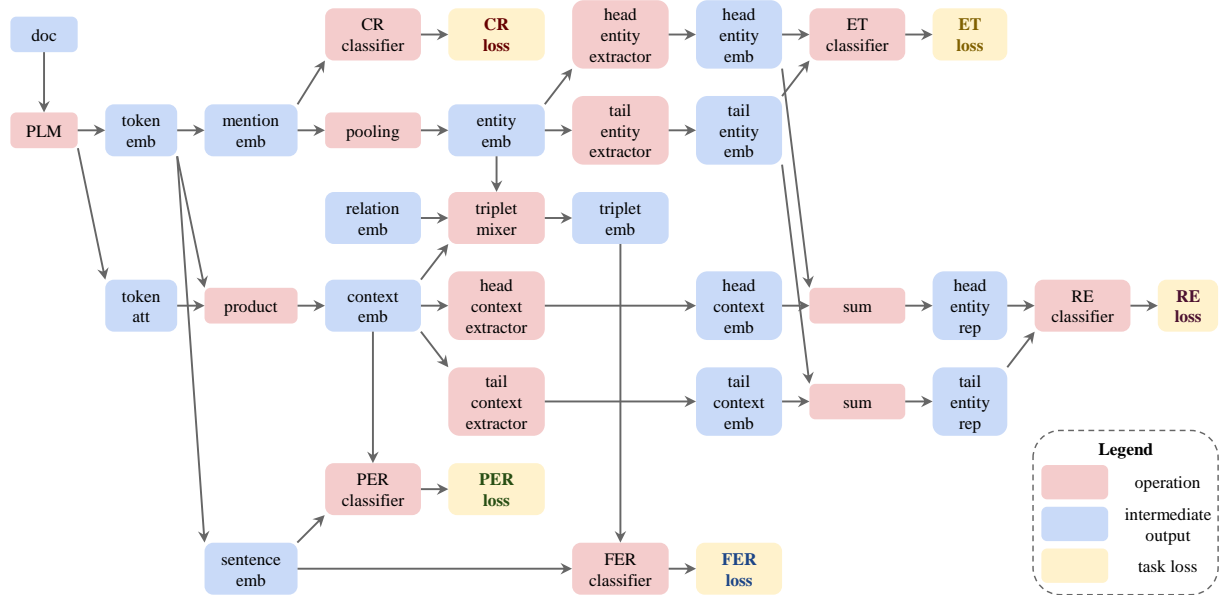 doc
CR
classifier
CR
loss
head
entity
extractor
head
entity
emb
ET
classifier
ET
loss
PLM
token
emb
mention
emb
pooling
entity
emb
tail
entity
extractor
tail
entity
emb
relation
emb
triplet
mixer
triplet
emb
token
att
product
context
emb
head
context
extractor
head
context
emb
sum
head
entity
rep
RE
classifier
RE
loss
tail
context
extractor
tail
context
emb
sum
tail
entity
rep
PER
classifier
PER
loss
sentence
emb
FER
classifier
FER
loss
Legend
operation
intermediate
output
task loss